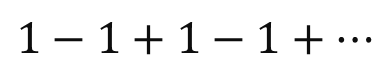 1 − 1 + 1 − 1 + ⋯